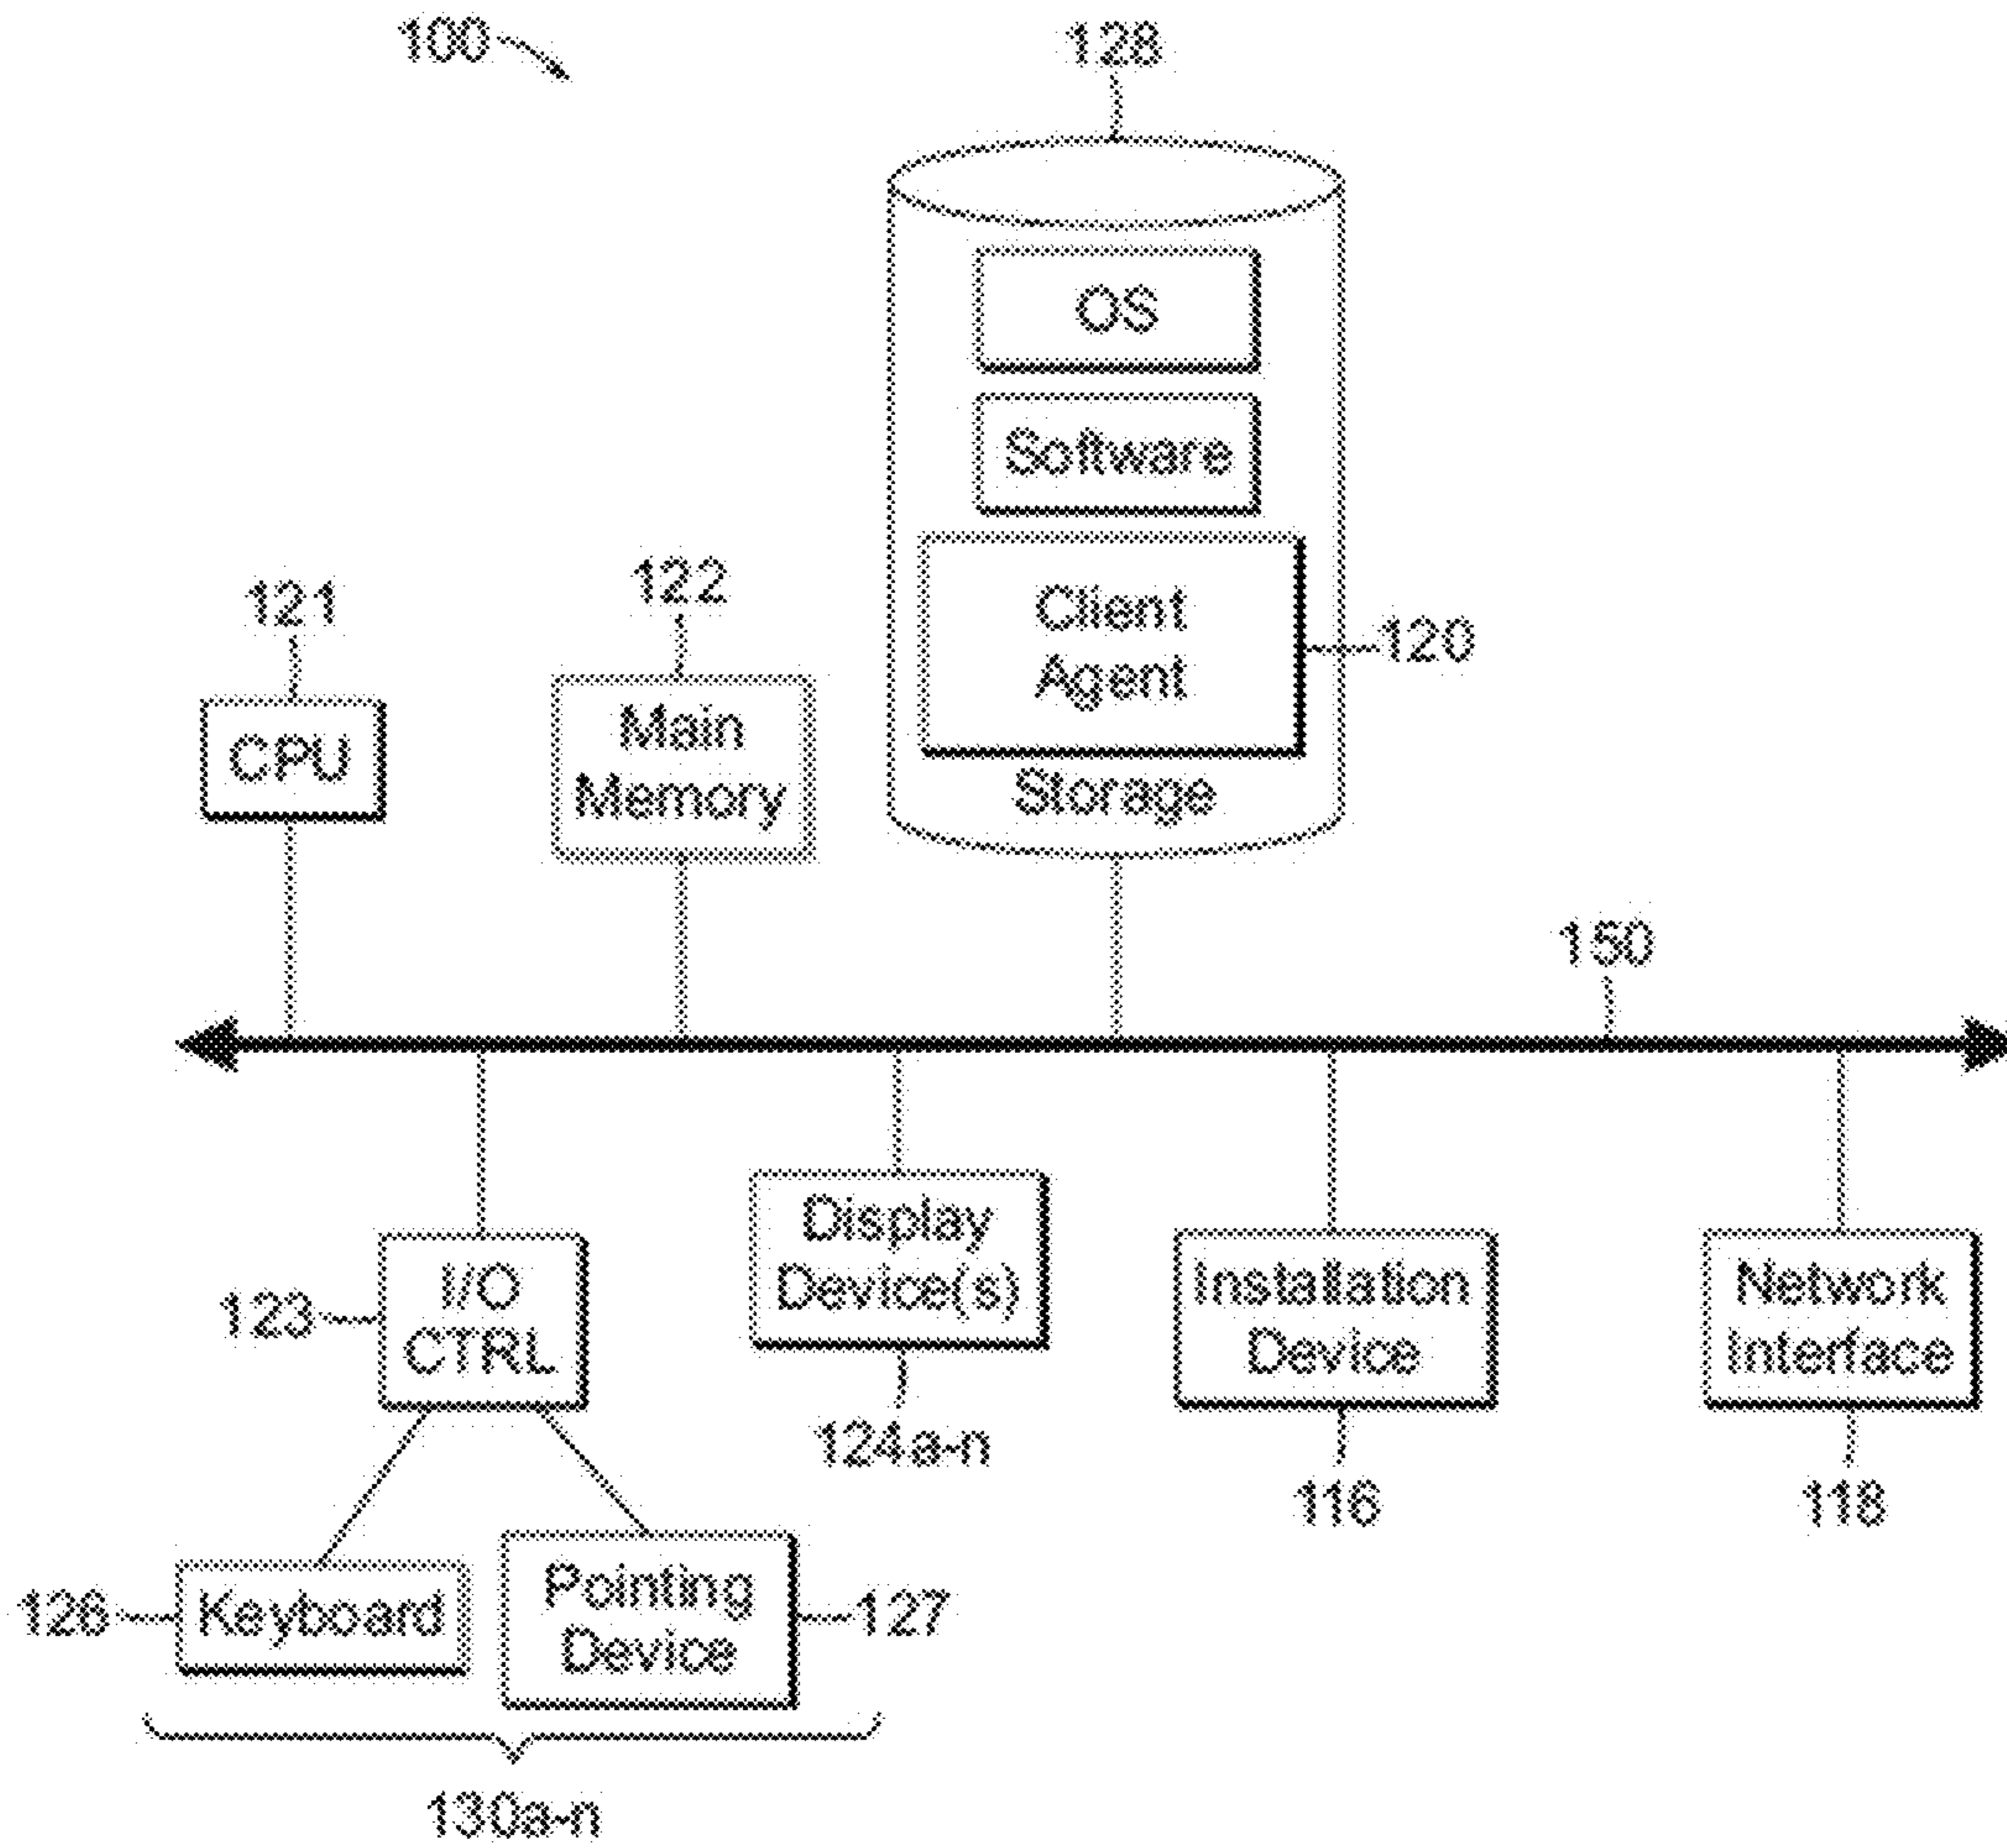 100
128
OS
Software
Client
Agent
120
Storage
121
122
CPU
Main
Memory
150
I/O
CTRL
123
Display
Device(s)
124a-n
Installation
Device
116
Network
Interface
118
126
Keyboard
Pointing
Device
127
130a-n